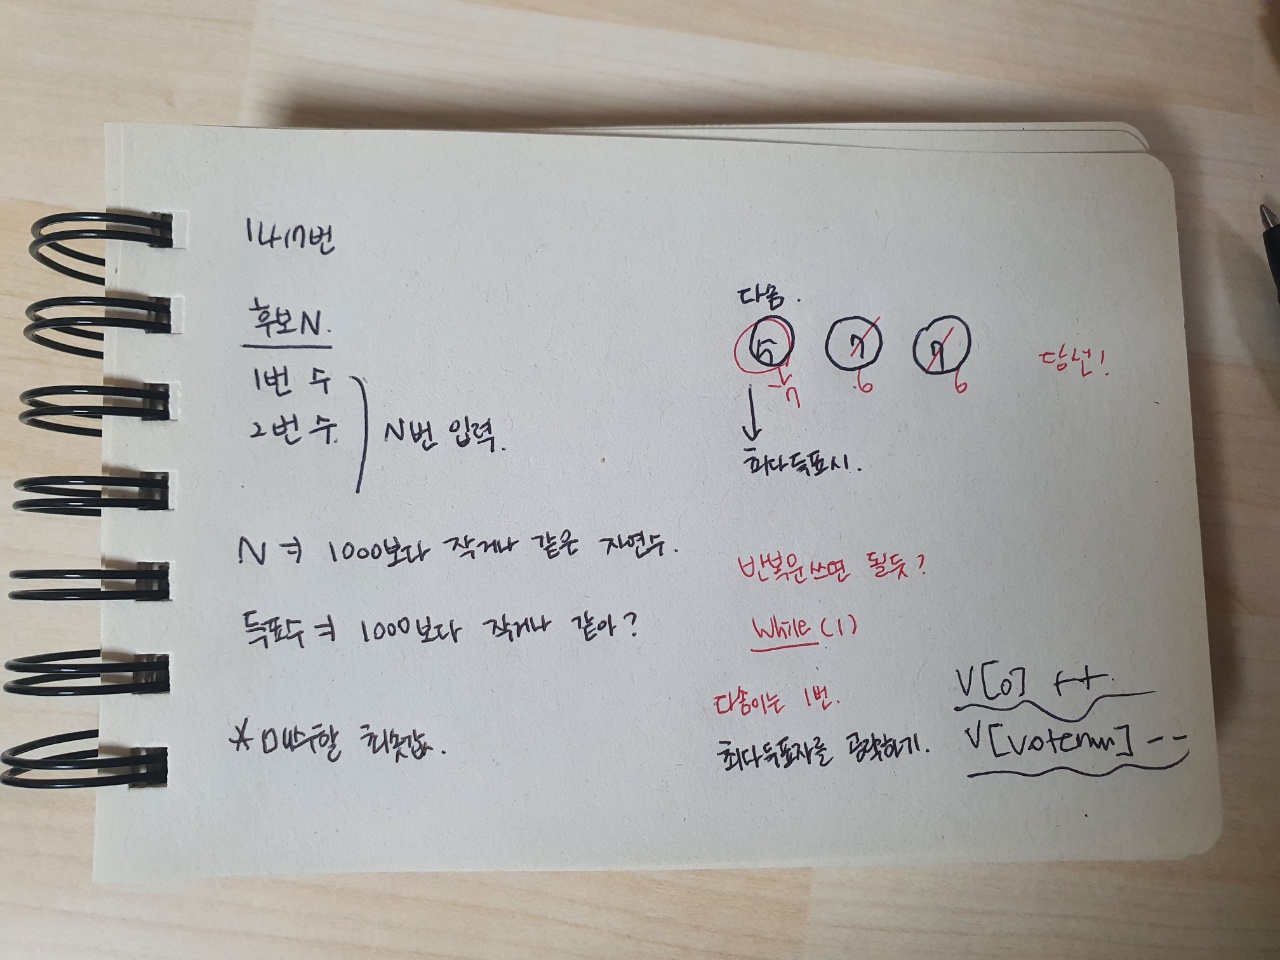 1417번
후보 N.
1번 수
2번 수.
N번 입력.
N => 1000보다 작거나 같은 자연수.
득표수 => 1000보다 작거나 같아?
*매수할 최솟값.
다솜.
5 7 7
7 6 6
당선!
최다득표시.
반복문쓰면 될듯?
while(1)
다솜이는 1번.
최다득표자를 공략하기.
V[0] ++.
V[votenum] --